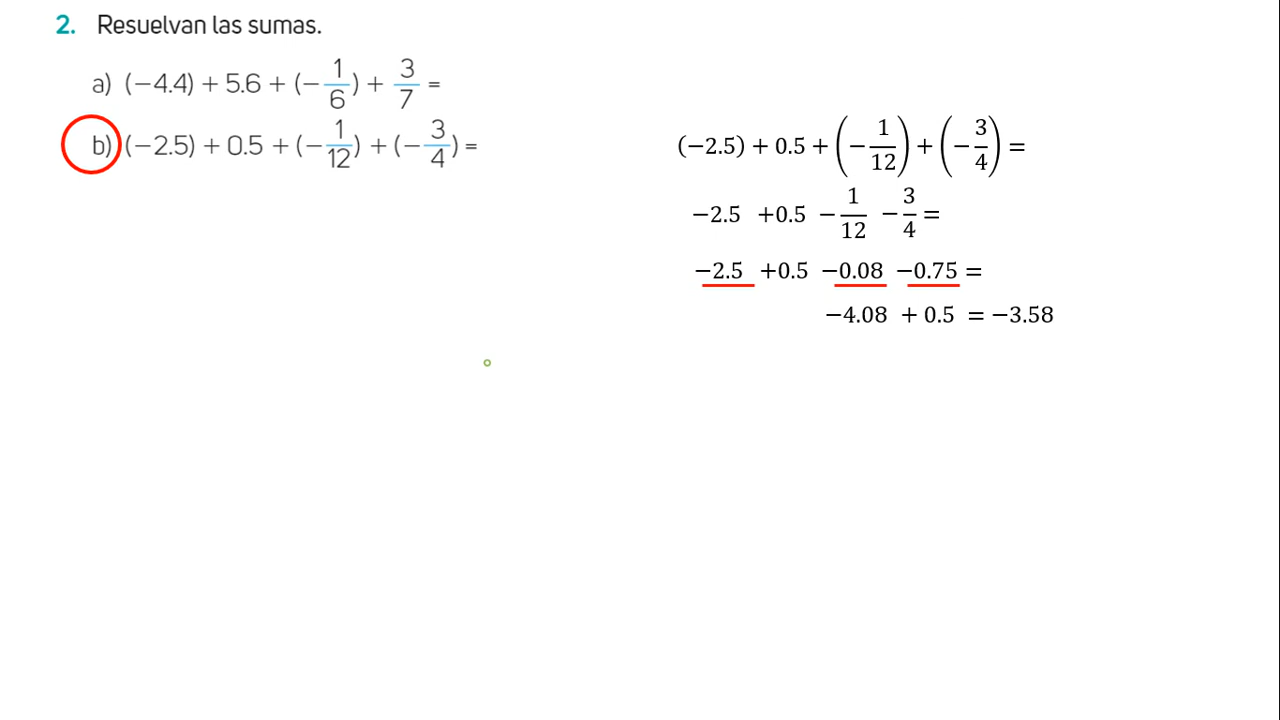 2. Resuelvan las sumas.
a) (−4.4) + 5.6 + (−1/6) + 3/7 =
b) (−2.5) + 0.5 + (−1/12) + (−3/4) =
(−2.5) + 0.5 + (−1/12) + (−3/4) =
−2.5 +0.5 −1/12 −3/4 =
−2.5 +0.5 −0.08 −0.75 =
−4.08 + 0.5 = −3.58